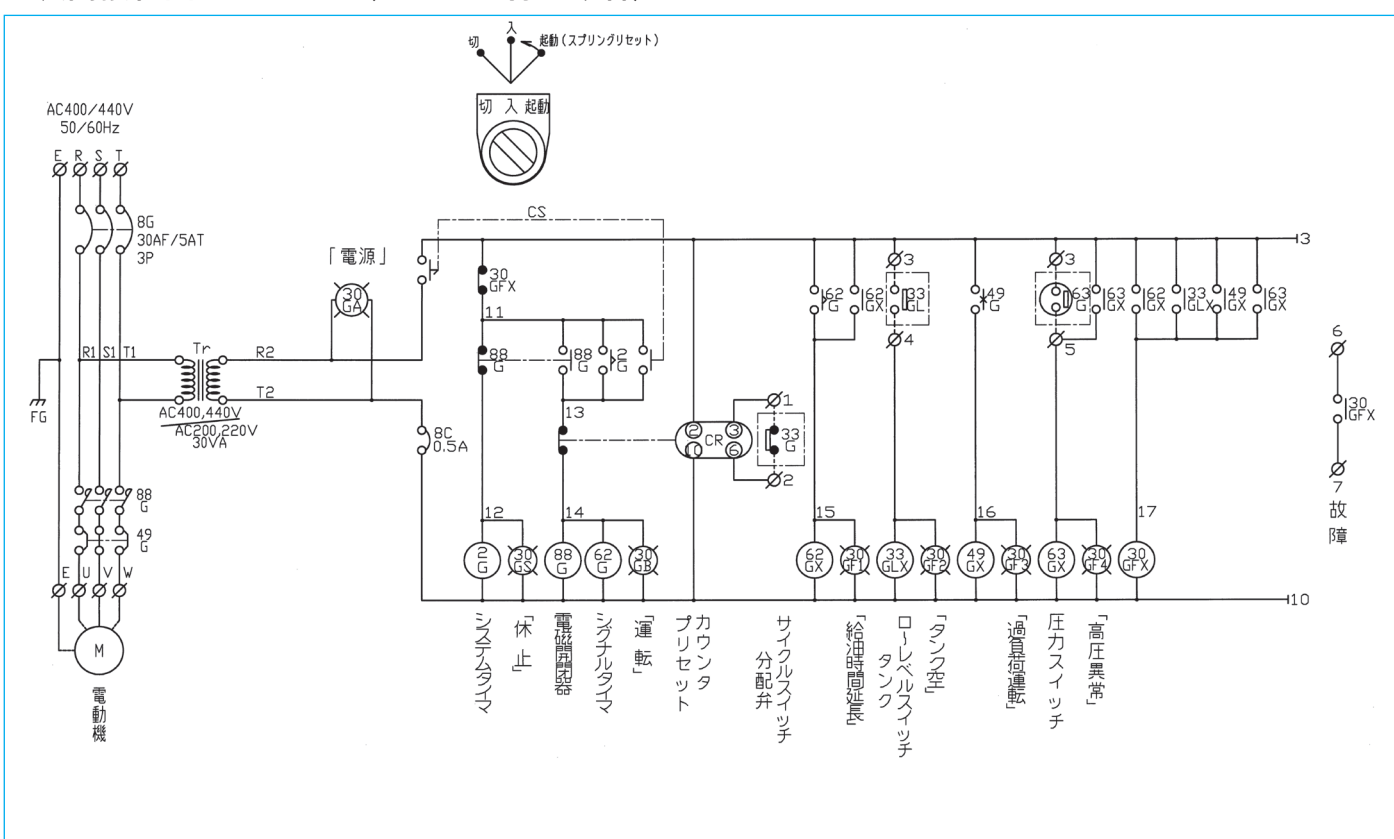 切
入
起動(スプリングリセット)
切 入 起動
AC400/440V
50/60Hz
E R S T
8G
30AF/5AT
3P
「電源」
30
GA
CS
R1 S1 T1
Tr
R2
T2
AC400,440V
AC200,220V
30VA
FG
8C
0.5A
30
GFX
11
88
G
88
G
2
G
13
CR
2
3
6
1
33
G
2
3
62
G
62
GX
3
33
GL
4
49
G
3
63
G
5
63
GX
62
GX
33
GLX
49
GX
63
GX
6
30
GFX
7
故障
88
G
49
G
E U V W
M
電動機
12
14
15
16
17
2
G
30
GS
88
G
62
G
30
GB
62
GX
30
GF1
33
GLX
30
GF2
49
GX
30
GF3
63
GX
30
GF4
30
GFX
10
システムタイマ
「休止」
電磁開閉器
シグナルタイマ
「運転」
プリセット
カウンタ
サイクルスイッチ
分配弁
「給油時間延長」
ローレベルスイッチ
タンク
「タンク空」
「過負荷運転」
圧力スイッチ
「高圧異常」